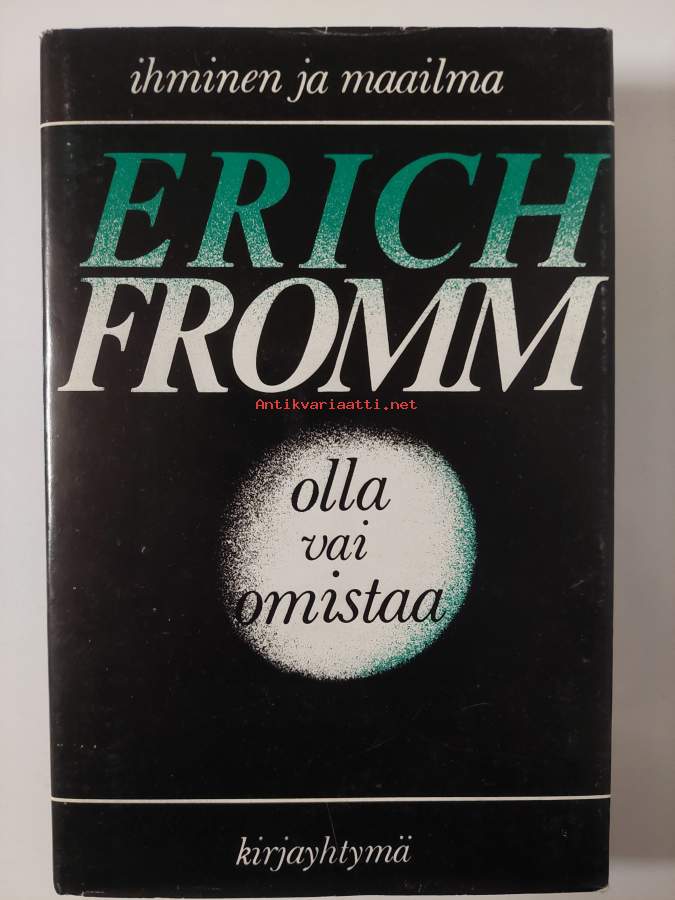 ihminen ja maailma
ERICH
FROMM
Antikvariaatti.net
olla
vai
omistaa
kirjayhtymä